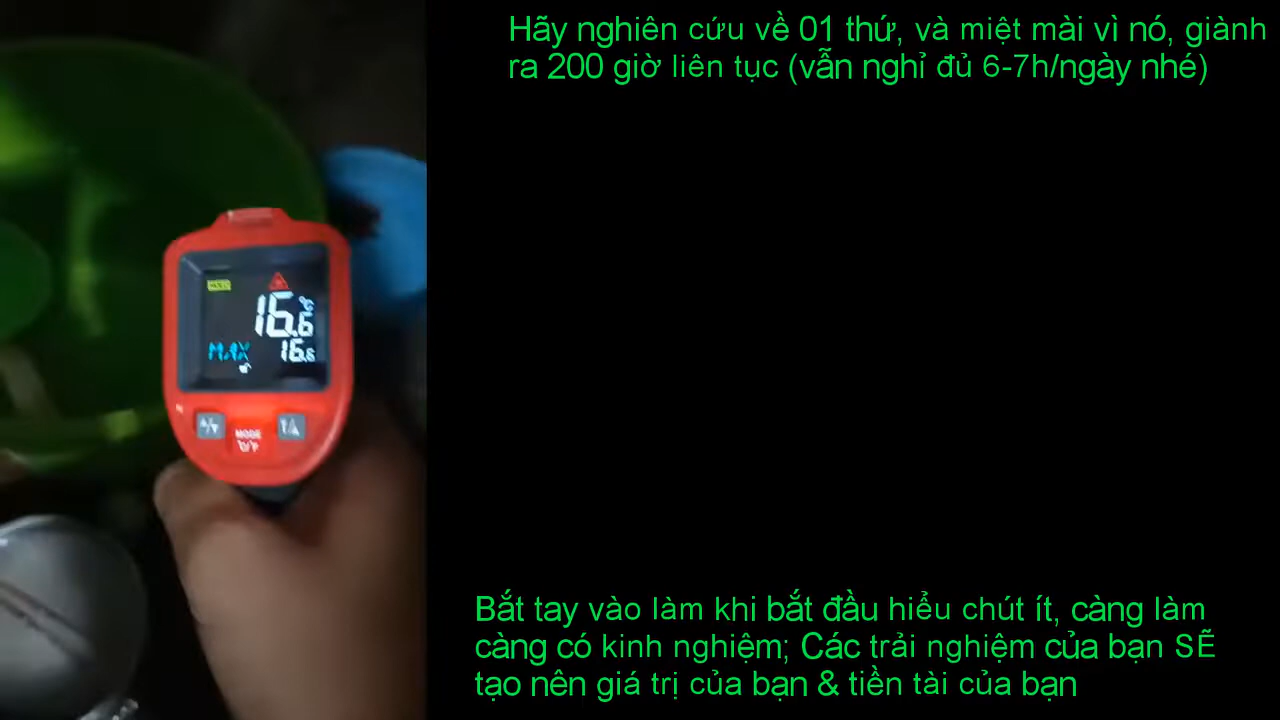 Hãy nghiên cứu về 01 thứ, và miệt mài vì nó, giành
ra 200 giờ liên tục (vẫn nghỉ đủ 6-7h/ngày nhé)
HOLD
16.6 °C
MAX 16.6
MODE
°C/°F
Bắt tay vào làm khi bắt đầu hiểu chút ít, càng làm
càng có kinh nghiệm; Các trải nghiệm của bạn SẼ
tạo nên giá trị của bạn & tiền tài của bạn